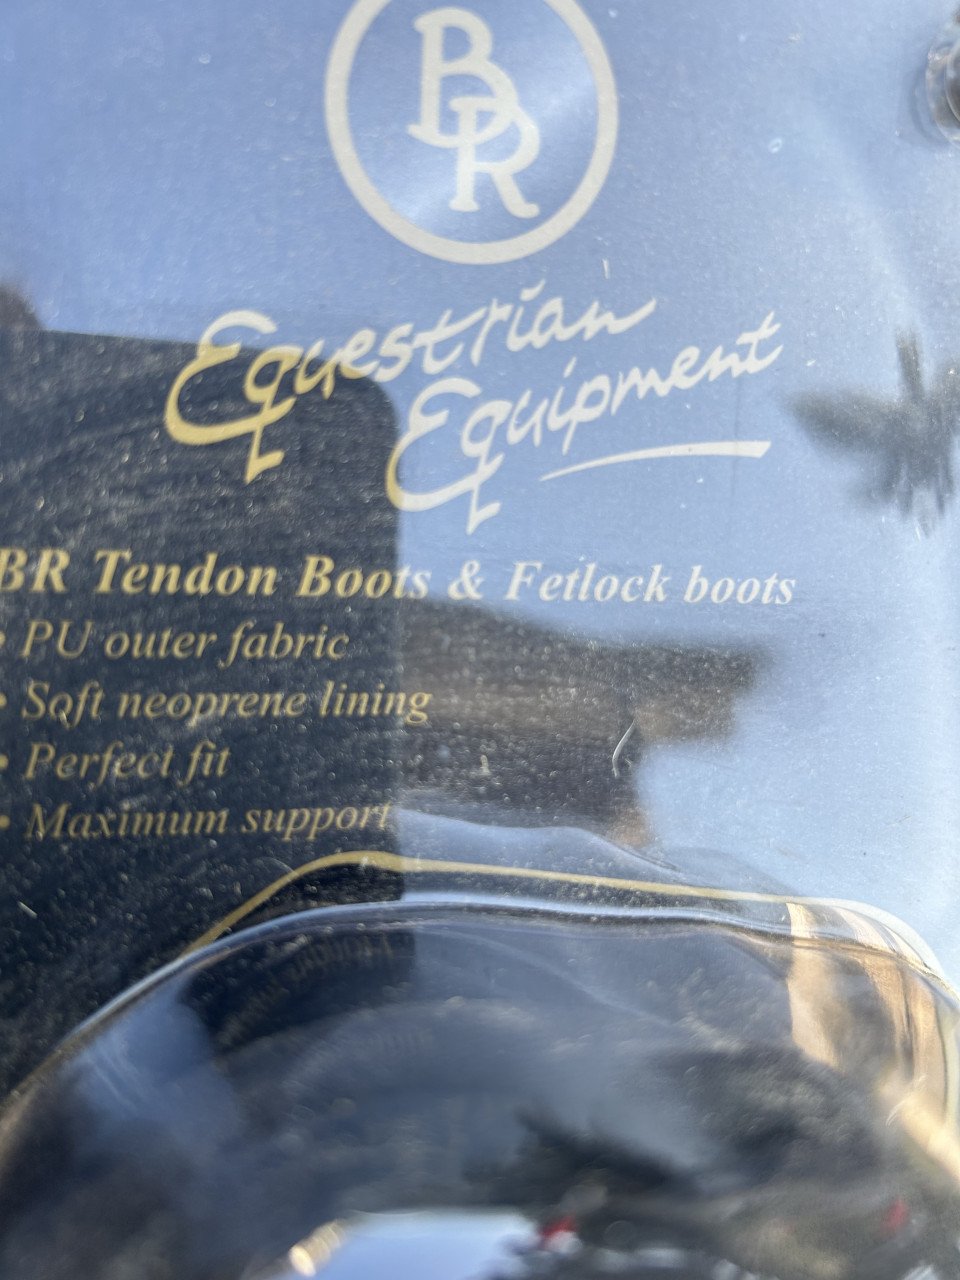 BR
Equestrian
Equipment
BR Tendon Boots & Fetlock boots
• PU outer fabric
• Soft neoprene lining
• Perfect fit
• Maximum support